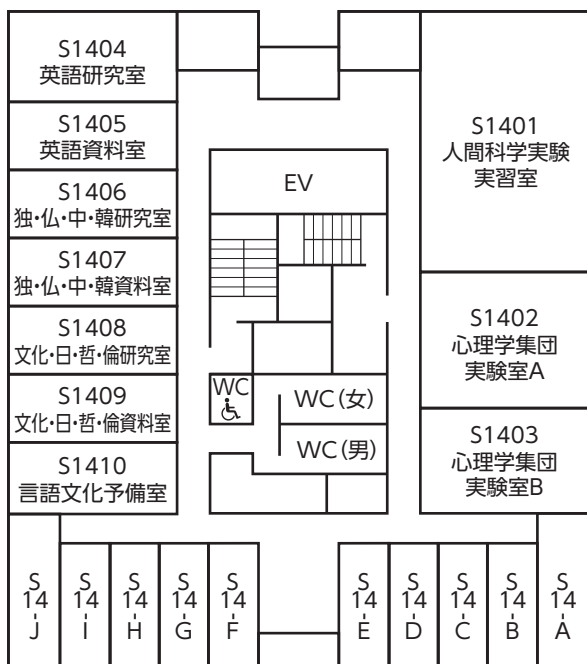 S1404
英語研究室
S1405
英語資料室
S1406
独・仏・中・韓研究室
S1407
独・仏・中・韓資料室
S1408
文化・日・哲・倫研究室
S1409
文化・日・哲・倫資料室
S1410
言語文化予備室
EV
WC
WC（女）
WC（男）
S1401
人間科学実験
実習室
S1402
心理学集団
実験室A
S1403
心理学集団
実験室B
S14-J
S14-I
S14-H
S14-G
S14-F
S14-E
S14-D
S14-C
S14-B
S14-A